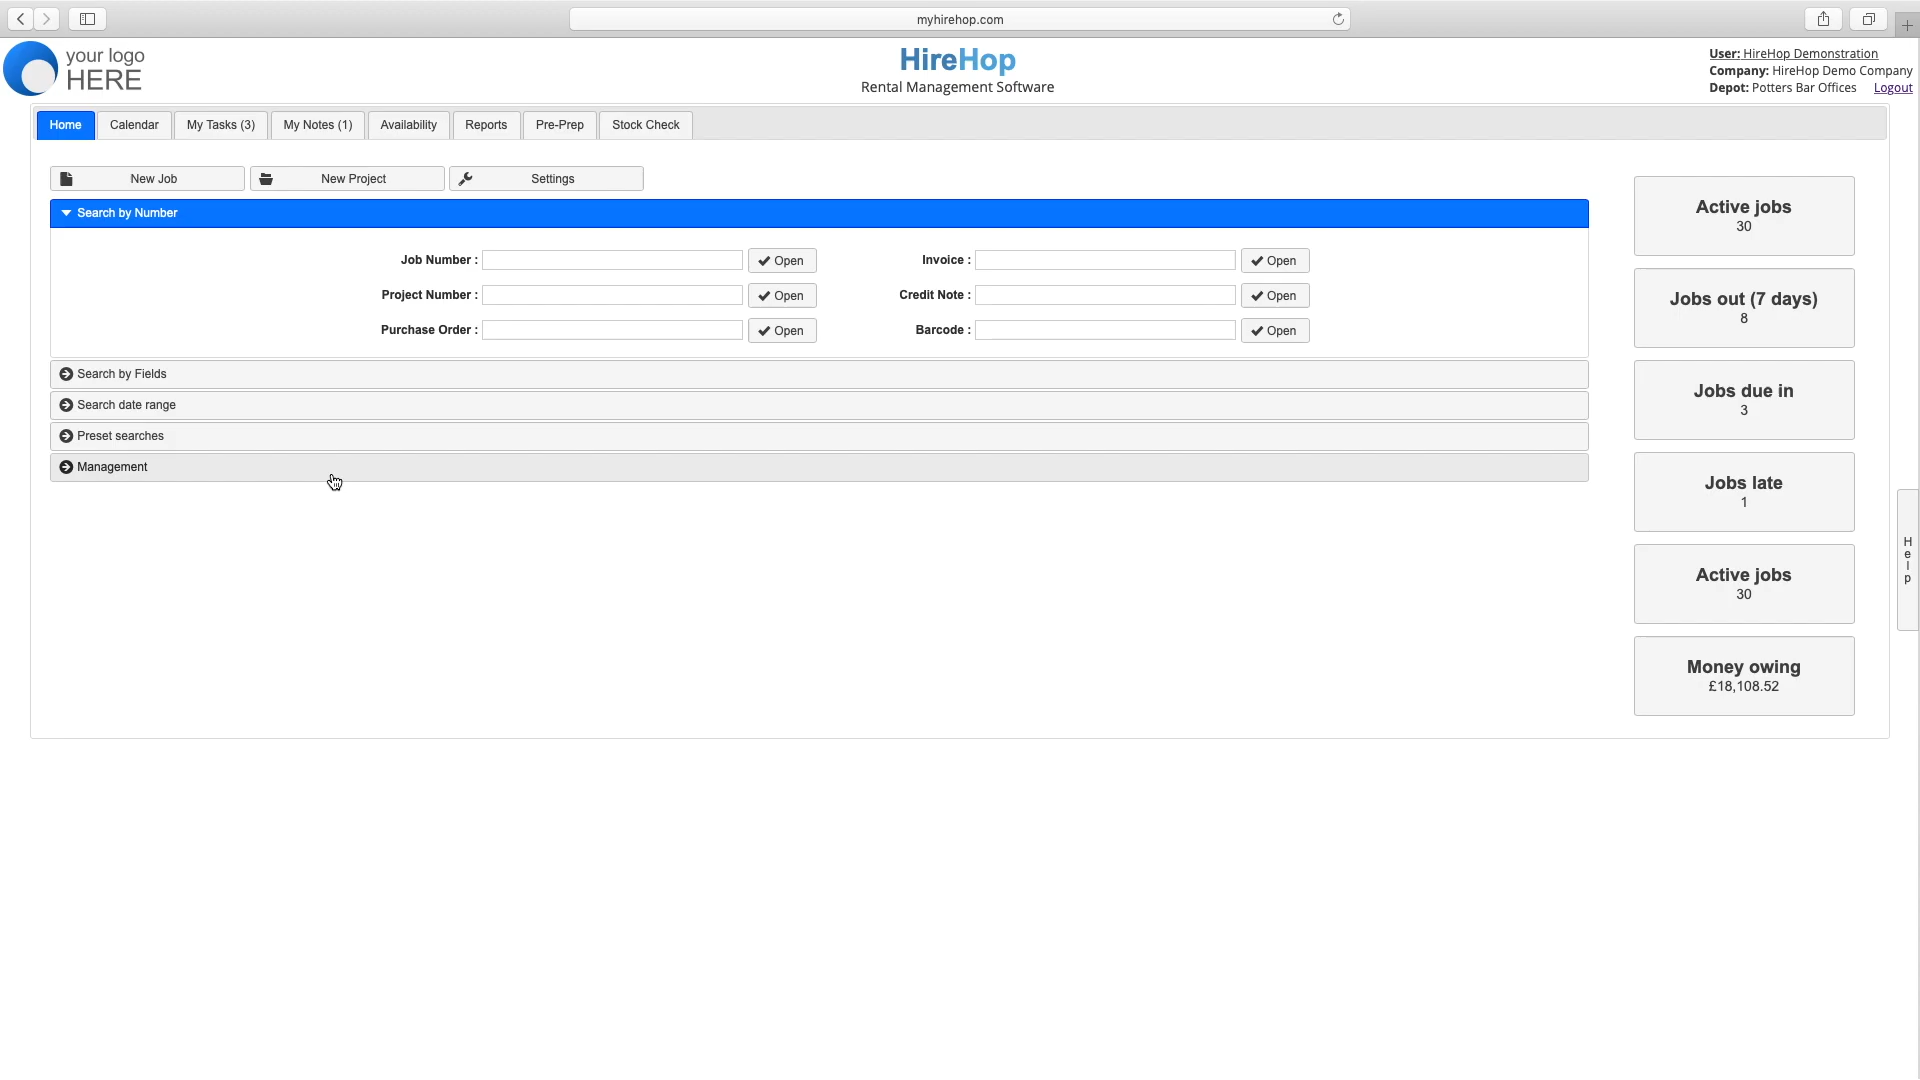 myhirehop.com
your logo
HERE
HireHop
Rental Management Software
User: HireHop Demonstration
Company: HireHop Demo Company
Depot: Potters Bar Offices Logout
Home Calendar My Tasks (3) My Notes (1) Availability Reports Pre-Prep Stock Check
New Job New Project Settings
Search by Number
Job Number : Open Invoice : Open
Project Number : Open Credit Note : Open
Purchase Order : Open Barcode : Open
Search by Fields
Search date range
Preset searches
Management
Active jobs
30
Jobs out (7 days)
8
Jobs due in
3
Jobs late
1
Active jobs
30
Money owing
£18,108.52
Help